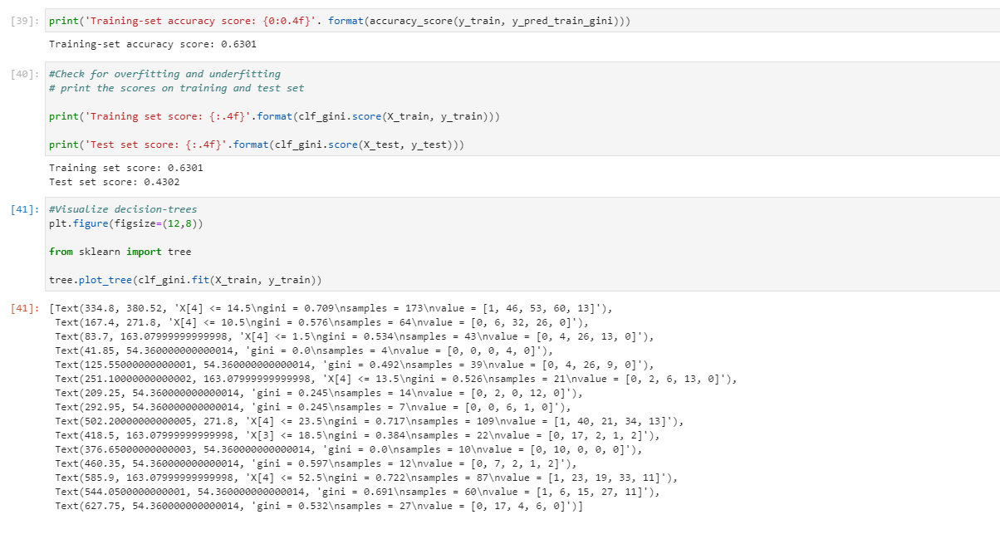 [39]: print('Training-set accuracy score: {0:0.4f}'. format(accuracy_score(y_train, y_pred_train_gini)))
Training-set accuracy score: 0.6301
[40]: #Check for overfitting and underfitting
# print the scores on training and test set
print('Training set score: {:.4f}'.format(clf_gini.score(X_train, y_train)))
print('Test set score: {:.4f}'.format(clf_gini.score(X_test, y_test)))
Training set score: 0.6301
Test set score: 0.4302
[41]: #Visualize decision-trees
plt.figure(figsize=(12,8))
from sklearn import tree
tree.plot_tree(clf_gini.fit(X_train, y_train))
[41]: [Text(334.8, 380.52, 'X[4] <= 14.5\ngini = 0.709\nsamples = 173\nvalue = [1, 46, 53, 60, 13]'),
Text(167.4, 271.8, 'X[4] <= 10.5\ngini = 0.576\nsamples = 64\nvalue = [0, 6, 32, 26, 0]'),
Text(83.7, 163.07999999999998, 'X[4] <= 1.5\ngini = 0.534\nsamples = 43\nvalue = [0, 4, 26, 13, 0]'),
Text(41.85, 54.360000000000014, 'gini = 0.0\nsamples = 4\nvalue = [0, 0, 0, 4, 0]'),
Text(125.55000000000001, 54.360000000000014, 'gini = 0.492\nsamples = 39\nvalue = [0, 4, 26, 9, 0]'),
Text(251.10000000000002, 163.07999999999998, 'X[4] <= 13.5\ngini = 0.526\nsamples = 21\nvalue = [0, 2, 6, 13, 0]'),
Text(209.25, 54.360000000000014, 'gini = 0.245\nsamples = 14\nvalue = [0, 2, 0, 12, 0]'),
Text(292.95, 54.360000000000014, 'gini = 0.245\nsamples = 7\nvalue = [0, 0, 6, 1, 0]'),
Text(502.20000000000005, 271.8, 'X[4] <= 23.5\ngini = 0.717\nsamples = 109\nvalue = [1, 40, 21, 34, 13]'),
Text(418.5, 163.07999999999998, 'X[3] <= 18.5\ngini = 0.384\nsamples = 22\nvalue = [0, 17, 2, 1, 2]'),
Text(376.65000000000003, 54.360000000000014, 'gini = 0.0\nsamples = 10\nvalue = [0, 10, 0, 0, 0]'),
Text(460.35, 54.360000000000014, 'gini = 0.597\nsamples = 12\nvalue = [0, 7, 2, 1, 2]'),
Text(585.9, 163.07999999999998, 'X[4] <= 52.5\ngini = 0.722\nsamples = 87\nvalue = [1, 23, 19, 33, 11]'),
Text(544.0500000000001, 54.360000000000014, 'gini = 0.691\nsamples = 60\nvalue = [1, 6, 15, 27, 11]'),
Text(627.75, 54.360000000000014, 'gini = 0.532\nsamples = 27\nvalue = [0, 17, 4, 6, 0]')]